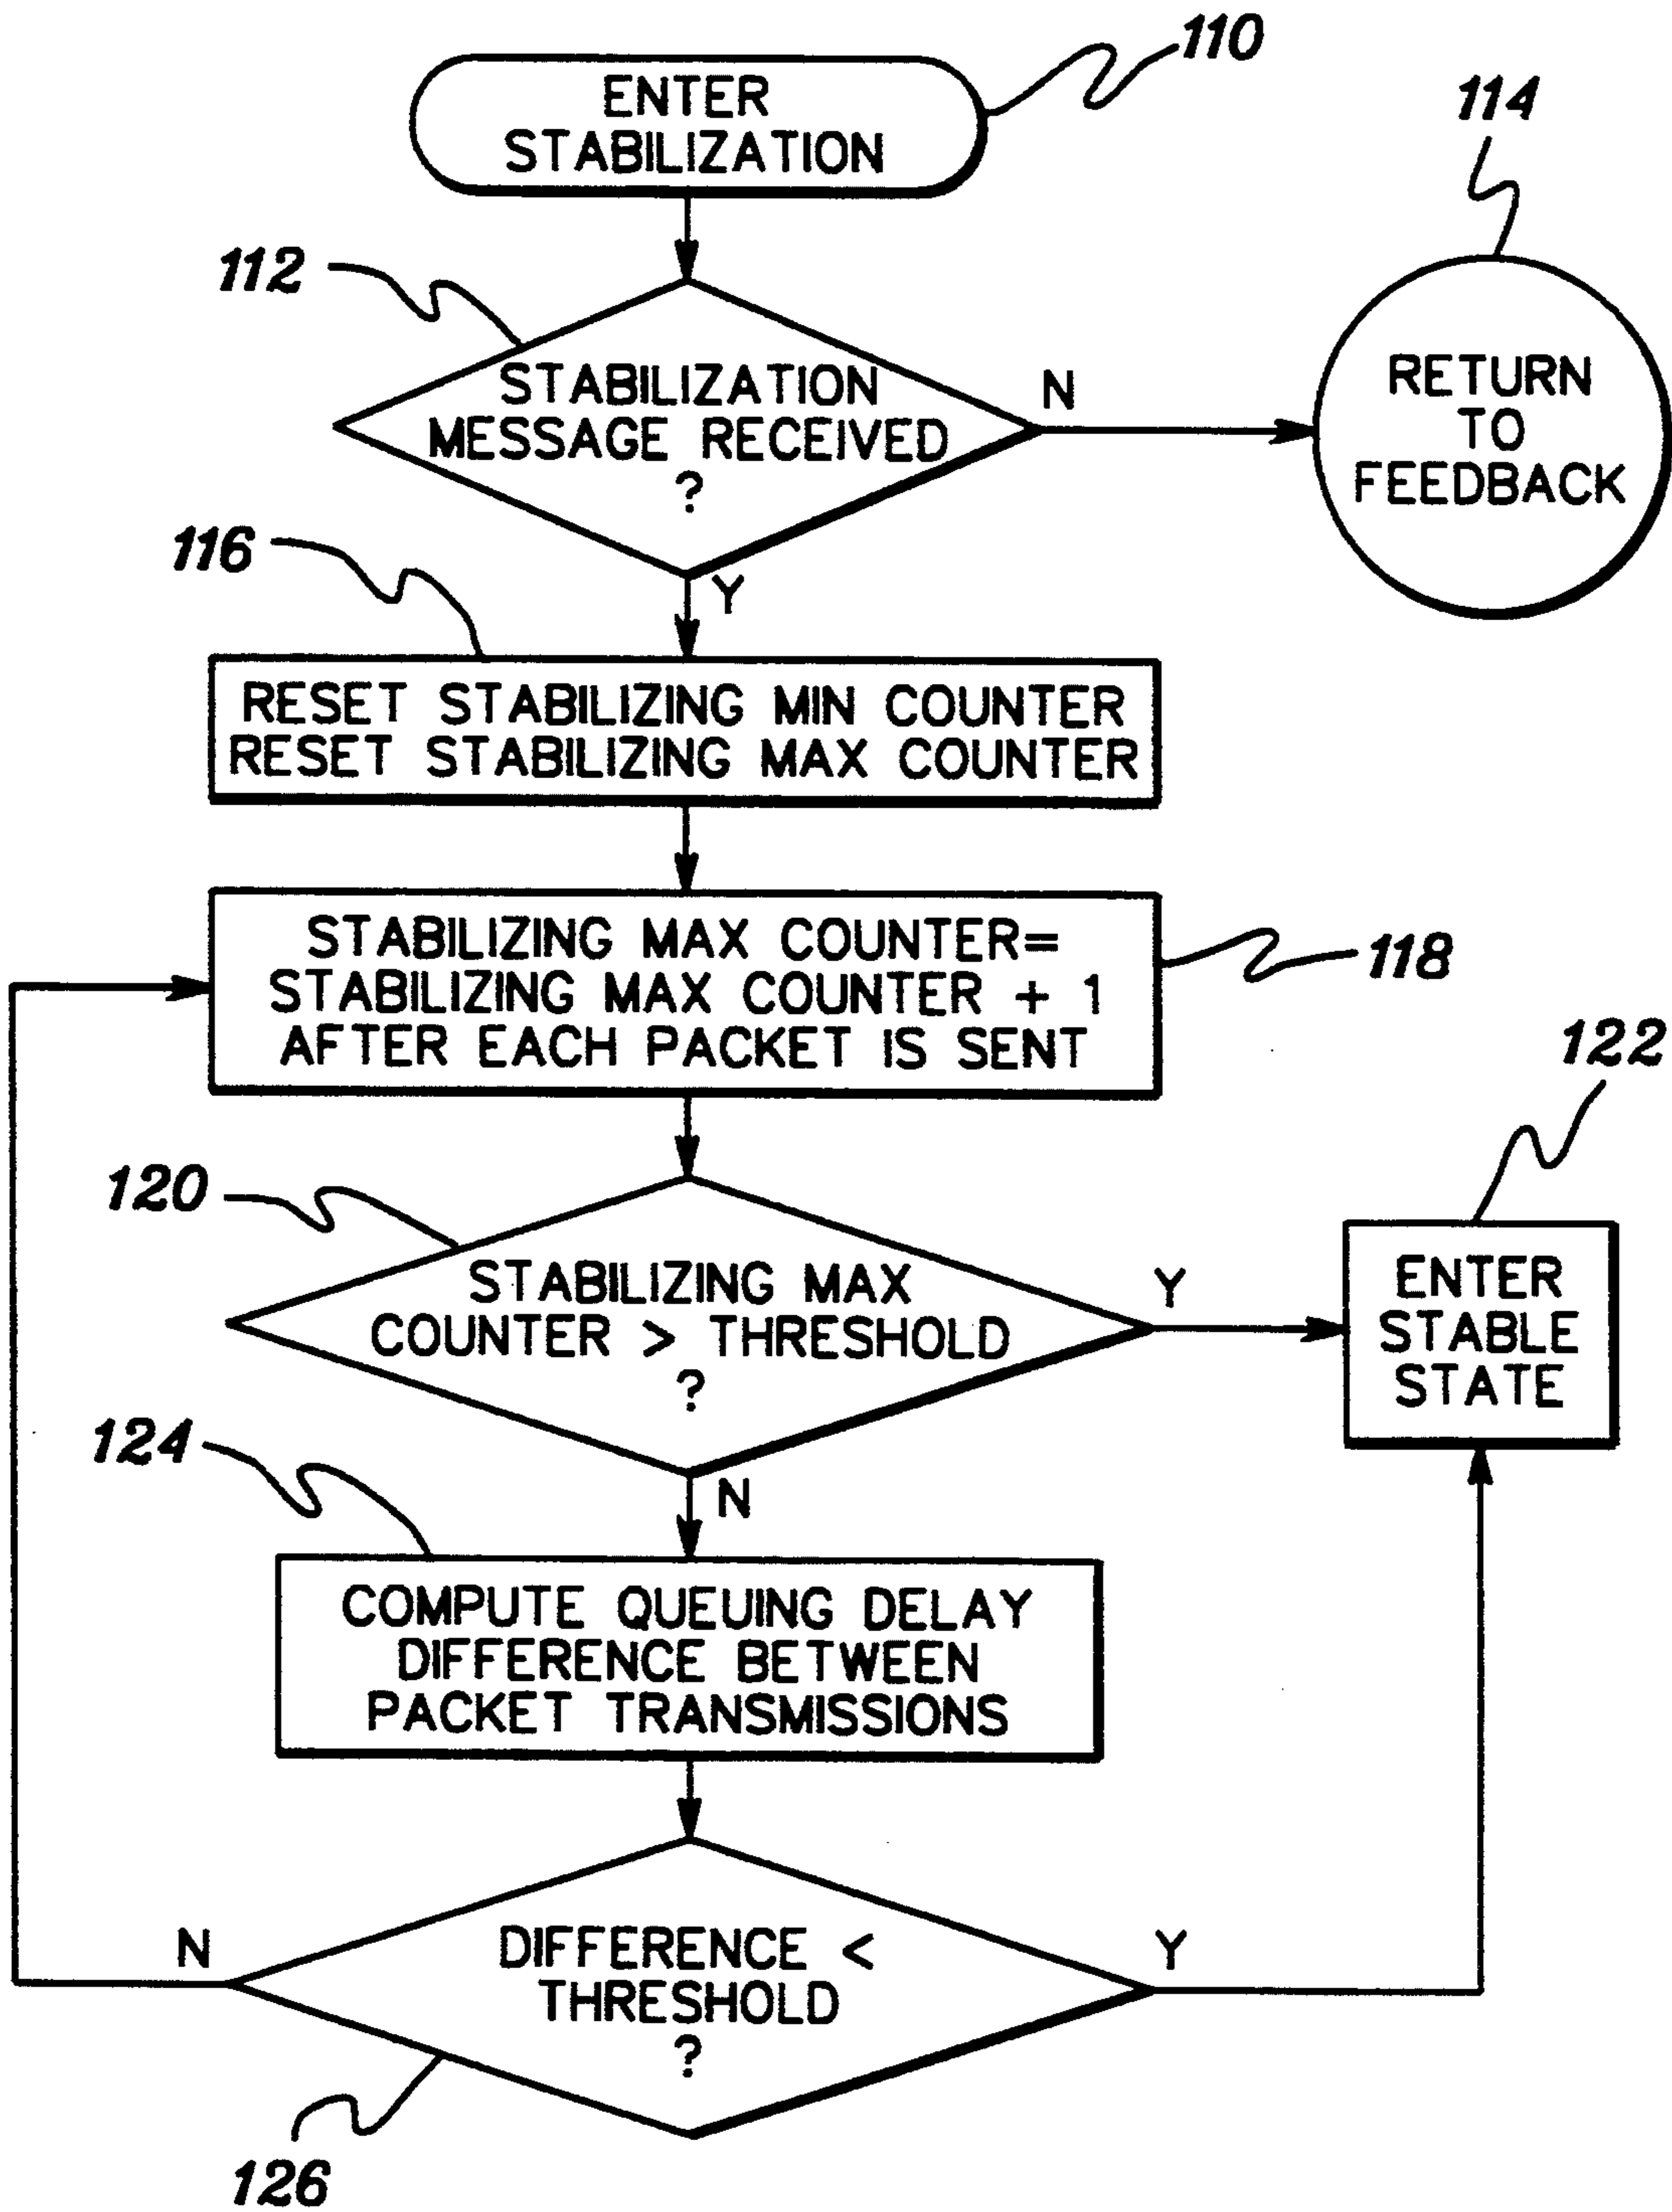 110
ENTER
STABILIZATION
114
112
STABILIZATION
MESSAGE RECEIVED
?
N
RETURN
TO
FEEDBACK
Y
116
RESET STABILIZING MIN COUNTER
RESET STABILIZING MAX COUNTER
STABILIZING MAX COUNTER=
STABILIZING MAX COUNTER + 1
AFTER EACH PACKET IS SENT
118
122
120
STABILIZING MAX
COUNTER > THRESHOLD
?
Y
ENTER
STABLE
STATE
N
124
COMPUTE QUEUING DELAY
DIFFERENCE BETWEEN
PACKET TRANSMISSIONS
N
DIFFERENCE <
THRESHOLD
?
Y
126